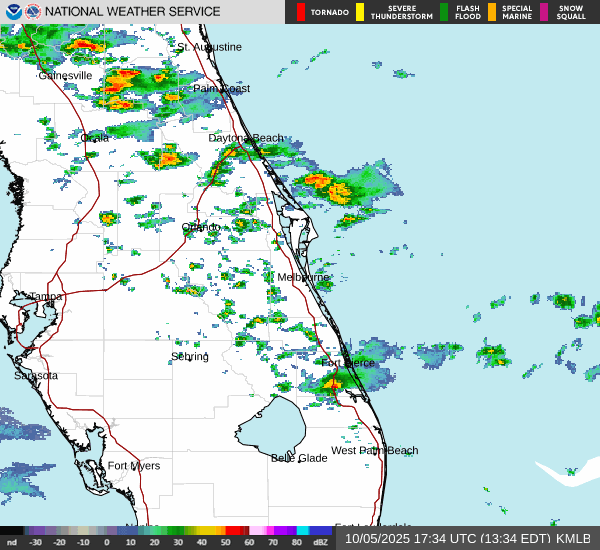 NATIONAL WEATHER SERVICE
TORNADO
SEVERE THUNDERSTORM
FLASH FLOOD
SPECIAL MARINE
SNOW SQUALL
St. Augustine
Gainesville
Palm Coast
Ocala
Daytona Beach
Orlando
Melbourne
Tampa
Sebring
Fort Pierce
Sarasota
West Palm Beach
Belle Glade
Fort Myers
nd -30 -20 -10 0 10 20 30 40 50 60 70 80 dBZ
10/05/2025 17:34 UTC (13:34 EDT) KMLB